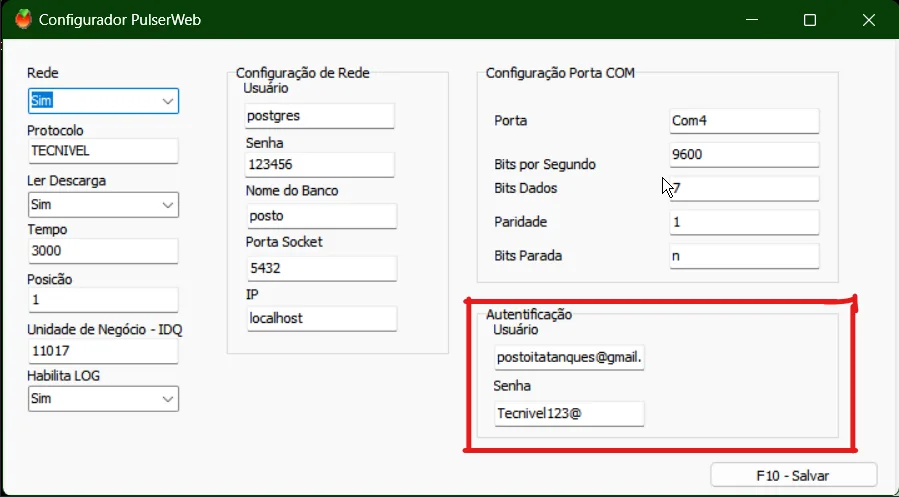 Configurador PulserWeb
Rede
Sim
Protocolo
TECNIVEL
Ler Descarga
Sim
Tempo
3000
Posicão
1
Unidade de Negócio - IDQ
11017
Habilita LOG
Sim
Configuração de Rede
Usuário
postgres
Senha
123456
Nome do Banco
posto
Porta Socket
5432
IP
localhost
Configuração Porta COM
Porta
Com4
Bits por Segundo
9600
Bits Dados
7
Paridade
1
Bits Parada
n
Autentificação
Usuário
postoitatanques@gmail.
Senha
Tecnivel123@
F10 - Salvar